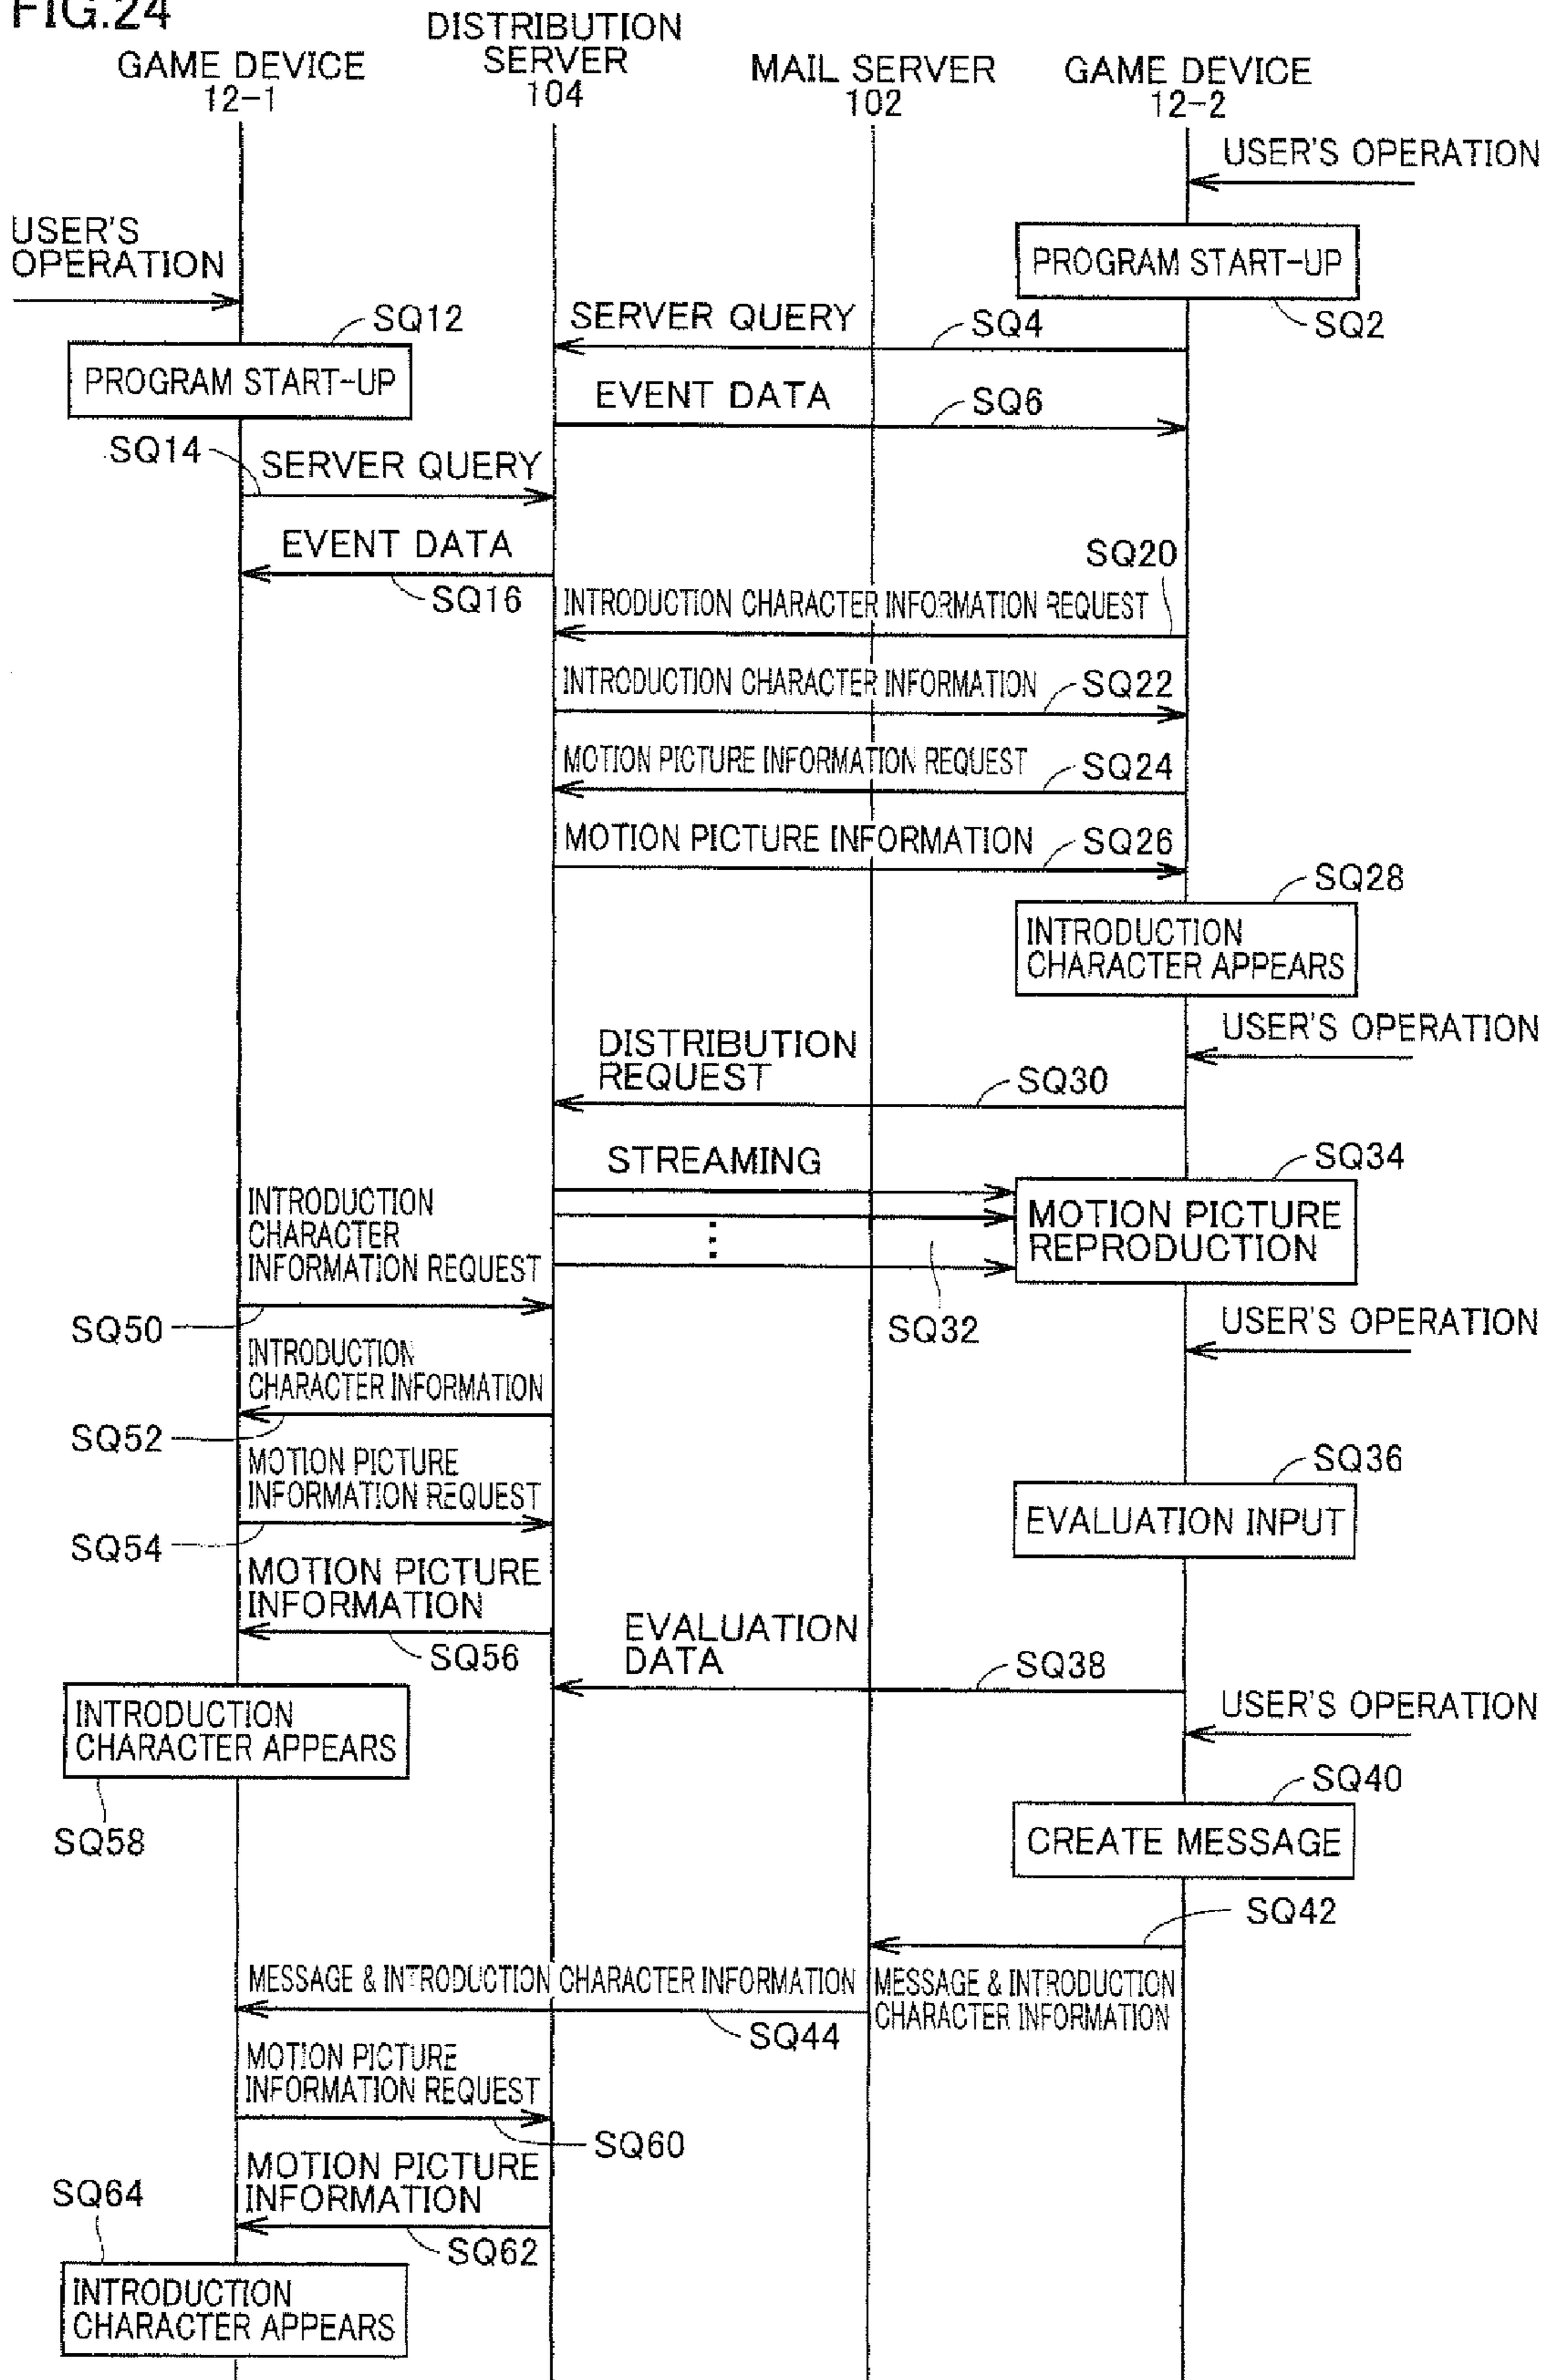 FIG.24
DISTRIBUTION
SERVER
104
GAME DEVICE
12-1
MAIL SERVER
102
GAME DEVICE
12-2
USER'S OPERATION
USER'S
OPERATION
PROGRAM START-UP
SQ2
SQ12
SERVER QUERY
SQ4
PROGRAM START-UP
EVENT DATA
SQ6
SQ14
SERVER QUERY
EVENT DATA
SQ16
SQ20
INTRODUCTION CHARACTER INFORMATION REQUEST
INTRODUCTION CHARACTER INFORMATION
SQ22
MOTION PICTURE INFORMATION REQUEST
SQ24
MOTION PICTURE INFORMATION
SQ26
SQ28
INTRODUCTION
CHARACTER APPEARS
USER'S OPERATION
DISTRIBUTION
REQUEST
SQ30
STREAMING
SQ34
MOTION PICTURE
REPRODUCTION
INTRODUCTION
CHARACTER
INFORMATION REQUEST
SQ50
SQ32
USER'S OPERATION
INTRODUCTION
CHARACTER INFORMATION
SQ52
MOTION PICTURE
INFORMATION REQUEST
SQ54
SQ36
EVALUATION INPUT
MOTION PICTURE
INFORMATION
SQ56
EVALUATION
DATA
SQ38
USER'S OPERATION
INTRODUCTION
CHARACTER APPEARS
SQ58
SQ40
CREATE MESSAGE
SQ42
MESSAGE & INTRODUCTION CHARACTER INFORMATION
MESSAGE & INTRODUCTION
CHARACTER INFORMATION
SQ44
MOTION PICTURE
INFORMATION REQUEST
SQ60
MOTION PICTURE
INFORMATION
SQ62
SQ64
INTRODUCTION
CHARACTER APPEARS